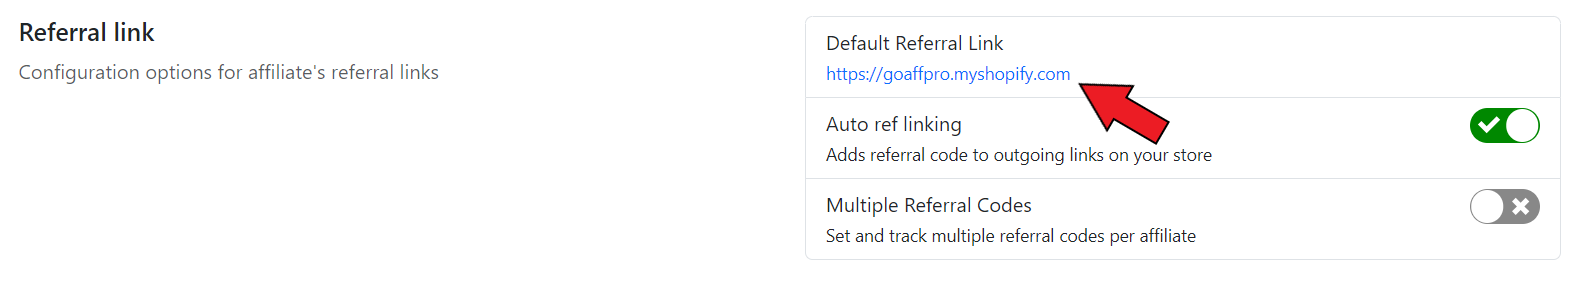 Referral link
Configuration options for affiliate's referral links
Default Referral Link
https://goaffpro.myshopify.com
Auto ref linking
Adds referral code to outgoing links on your store
Multiple Referral Codes
Set and track multiple referral codes per affiliate